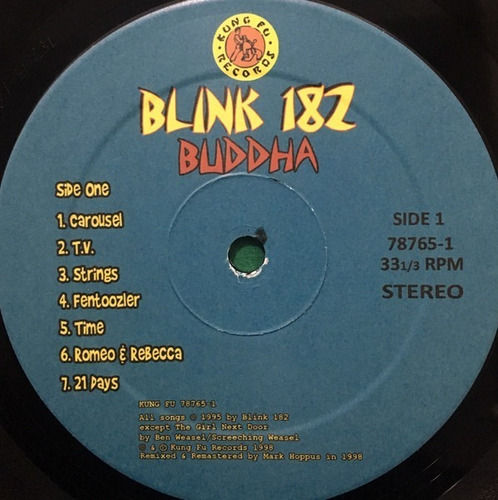 KUNG FU
RECORDS
BLINK 182
BUDDHA
Side One
1. Carousel
2. T.V.
3. Strings
4. Fentoozler
5. Time
6. Romeo & Rebecca
7. 21 Days
SIDE 1
78765-1
33 1/3 RPM
STEREO
KUNG FU 78765-1
All songs © 1995 by Blink 182
except The Girl Next Door
by Ben Weasel/Screeching Weasel
℗ & © Kung Fu Records 1998
Remixed & Remastered by Mark Hoppus in 1998